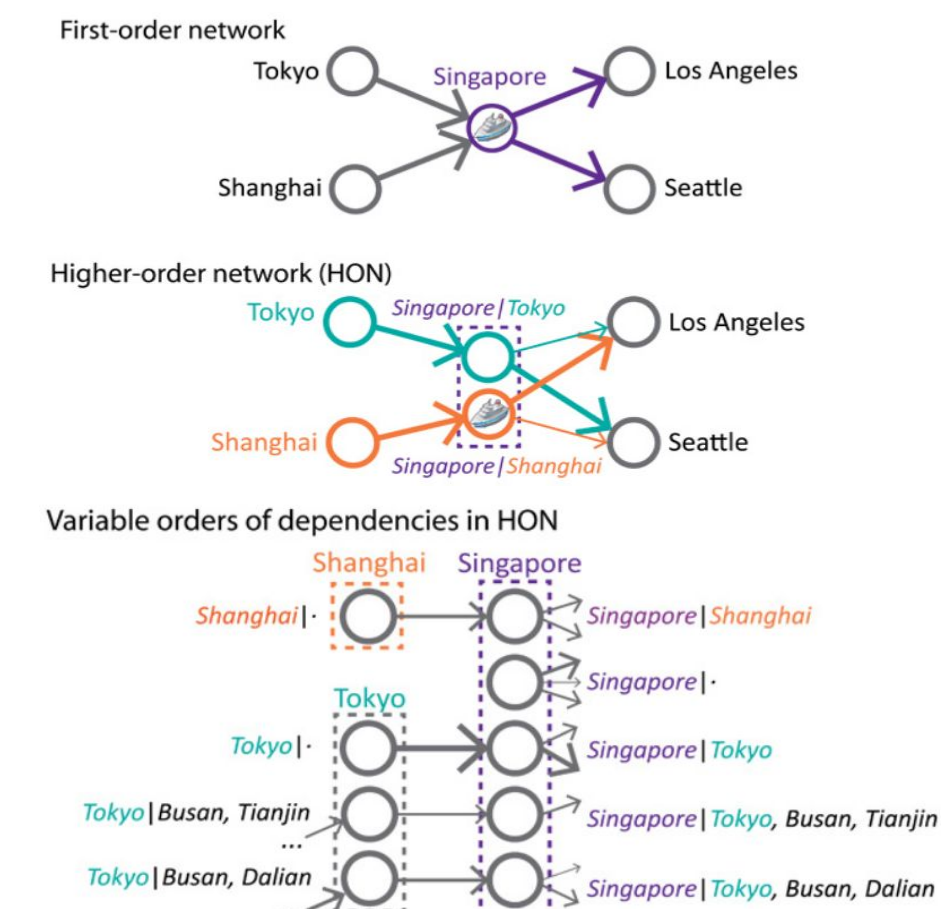 First-order network
Tokyo
Singapore
Los Angeles
Shanghai
Seattle
Higher-order network (HON)
Tokyo
Singapore|Tokyo
Los Angeles
Shanghai
Seattle
Singapore|Shanghai
Variable orders of dependencies in HON
Shanghai
Singapore
Shanghai|·
Singapore|Shanghai
Singapore|·
Tokyo
Tokyo|·
Singapore|Tokyo
Tokyo|Busan, Tianjin
Singapore|Tokyo, Busan, Tianjin
...
Tokyo|Busan, Dalian
Singapore|Tokyo, Busan, Dalian